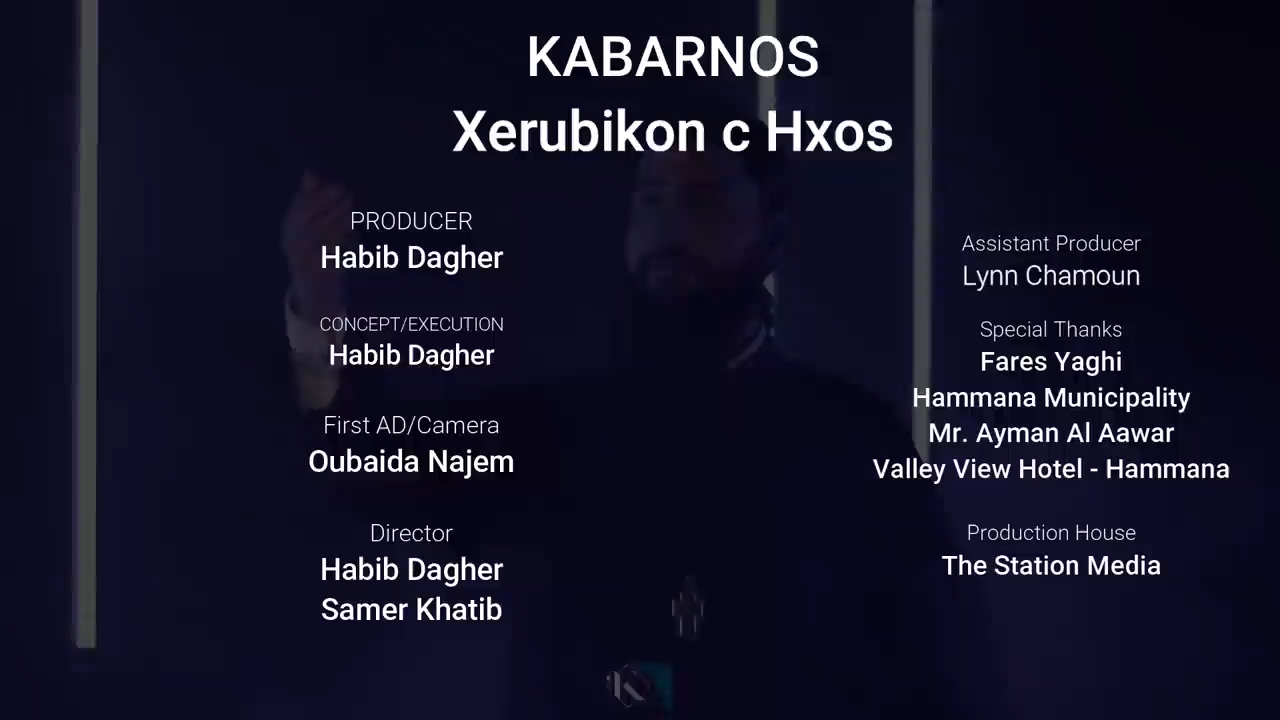 KABARNOS
Xerubikon c Hxos
PRODUCER
Habib Dagher
CONCEPT/EXECUTION
Habib Dagher
First AD/Camera
Oubaida Najem
Director
Habib Dagher
Samer Khatib
Assistant Producer
Lynn Chamoun
Special Thanks
Fares Yaghi
Hammana Municipality
Mr. Ayman Al Aawar
Valley View Hotel - Hammana
Production House
The Station Media
K